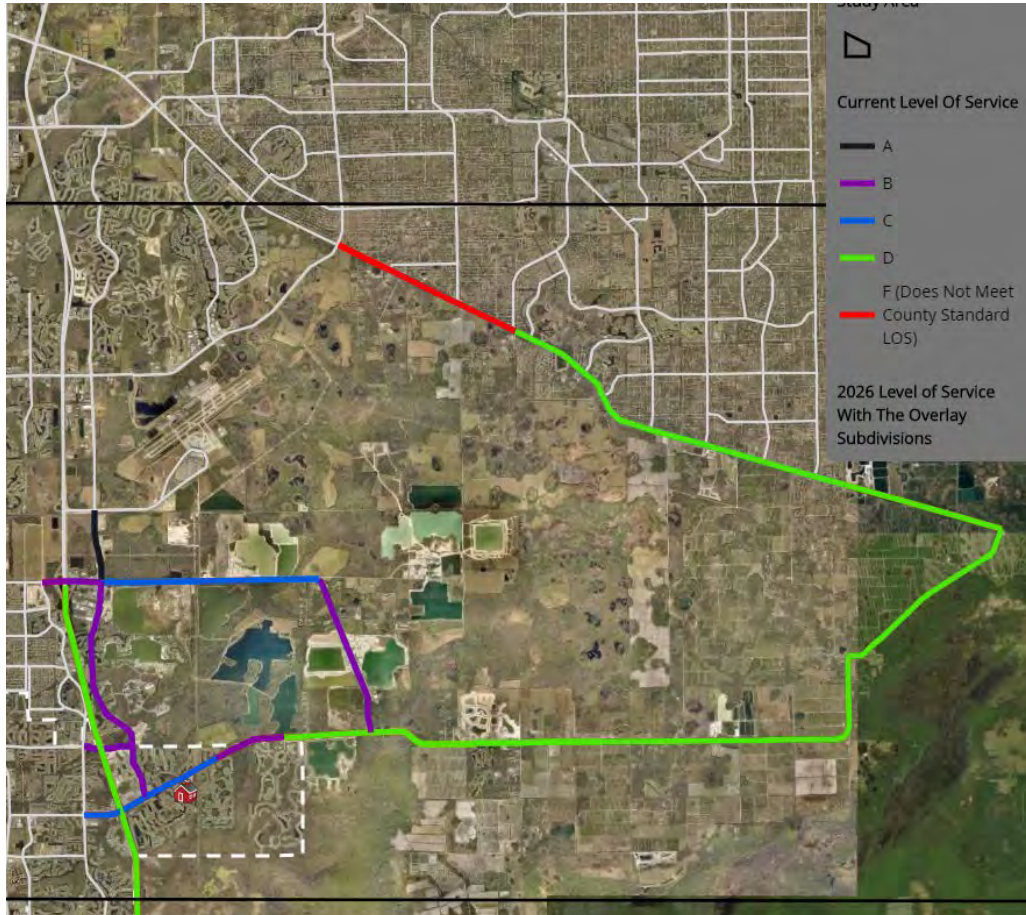 Study Area
Current Level Of Service
A
B
C
D
F (Does Not Meet
County Standard
LOS)
2026 Level of Service
With The Overlay
Subdivisions